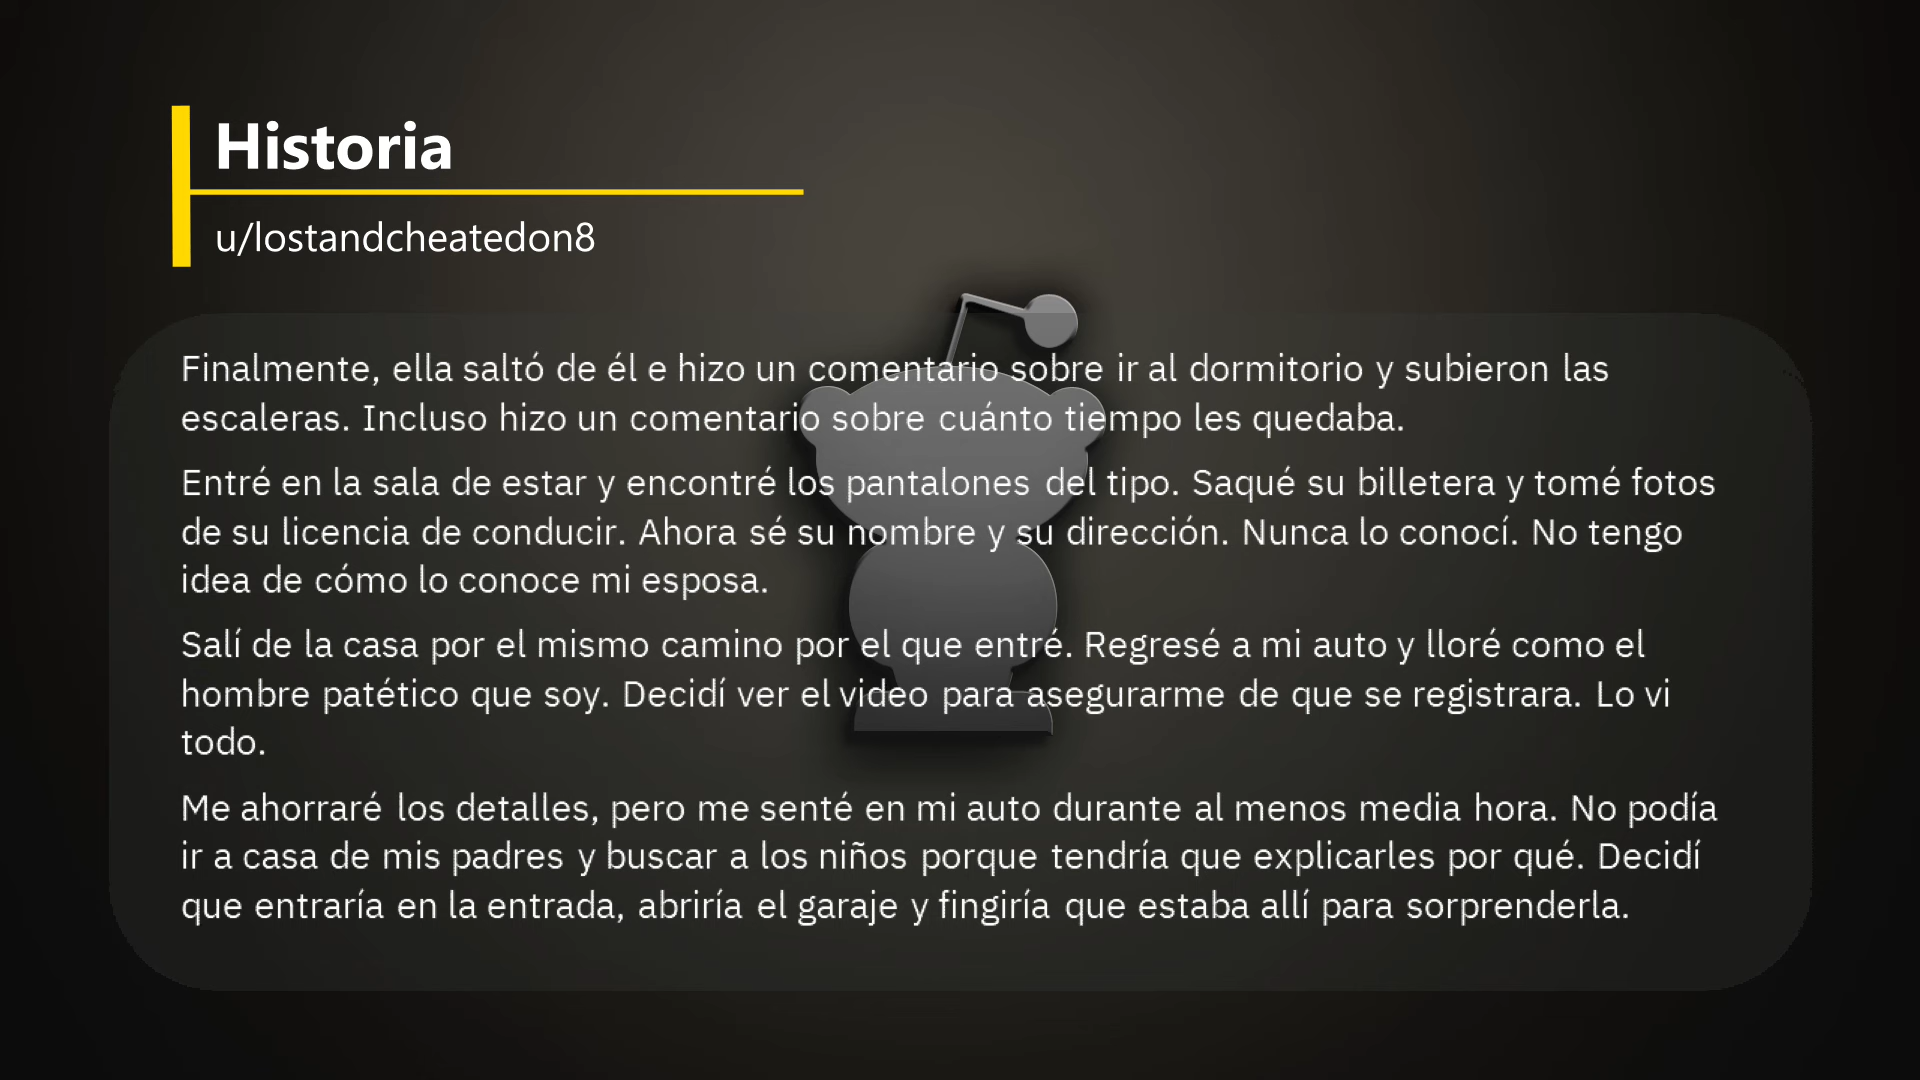 Historia
u/lostandcheatedon8
Finalmente, ella saltó de él e hizo un comentario sobre ir al dormitorio y subieron las
escaleras. Incluso hizo un comentario sobre cuánto tiempo les quedaba.
Entré en la sala de estar y encontré los pantalones del tipo. Saqué su billetera y tomé fotos
de su licencia de conducir. Ahora sé su nombre y su dirección. Nunca lo conocí. No tengo
idea de cómo lo conoce mi esposa.
Salí de la casa por el mismo camino por el que entré. Regresé a mi auto y lloré como el
hombre patético que soy. Decidí ver el video para asegurarme de que se registrara. Lo vi
todo.
Me ahorraré los detalles, pero me senté en mi auto durante al menos media hora. No podía
ir a casa de mis padres y buscar a los niños porque tendría que explicarles por qué. Decidí
que entraría en la entrada, abriría el garaje y fingiría que estaba allí para sorprenderla.